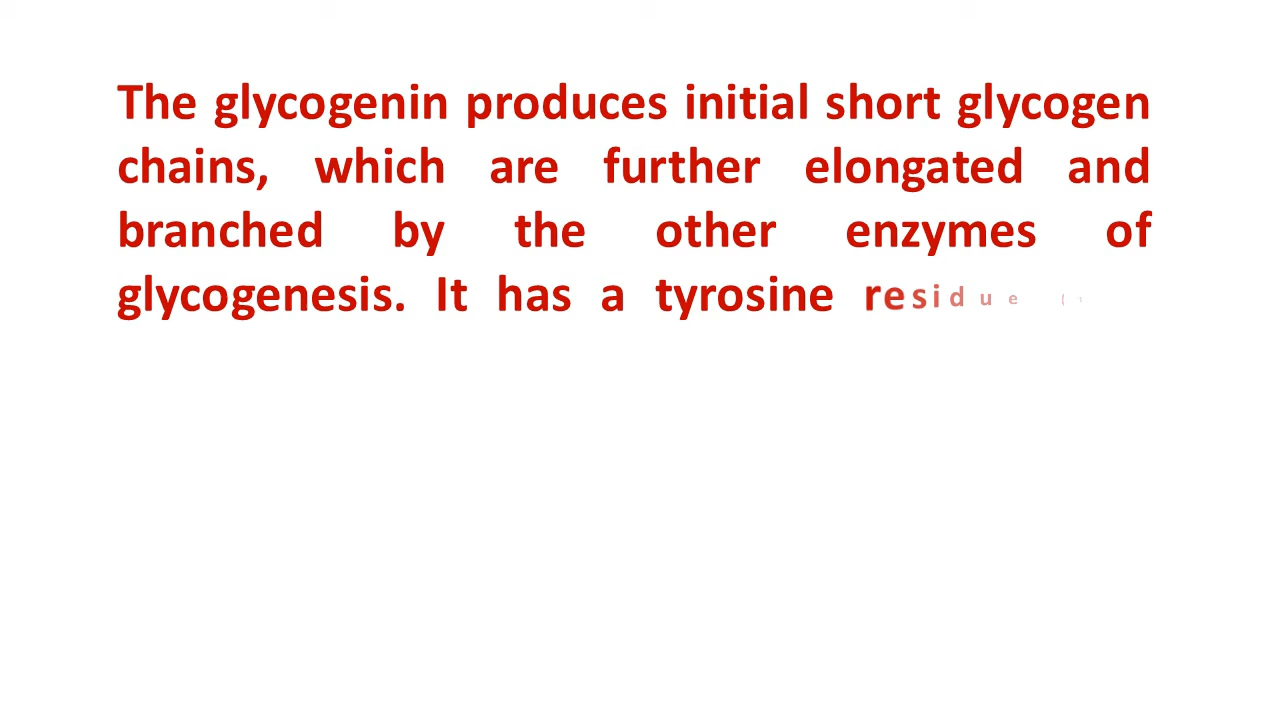 The glycogenin produces initial short glycogen
chains, which are further elongated and
branched by the other enzymes of
glycogenesis. It has a tyrosine residue